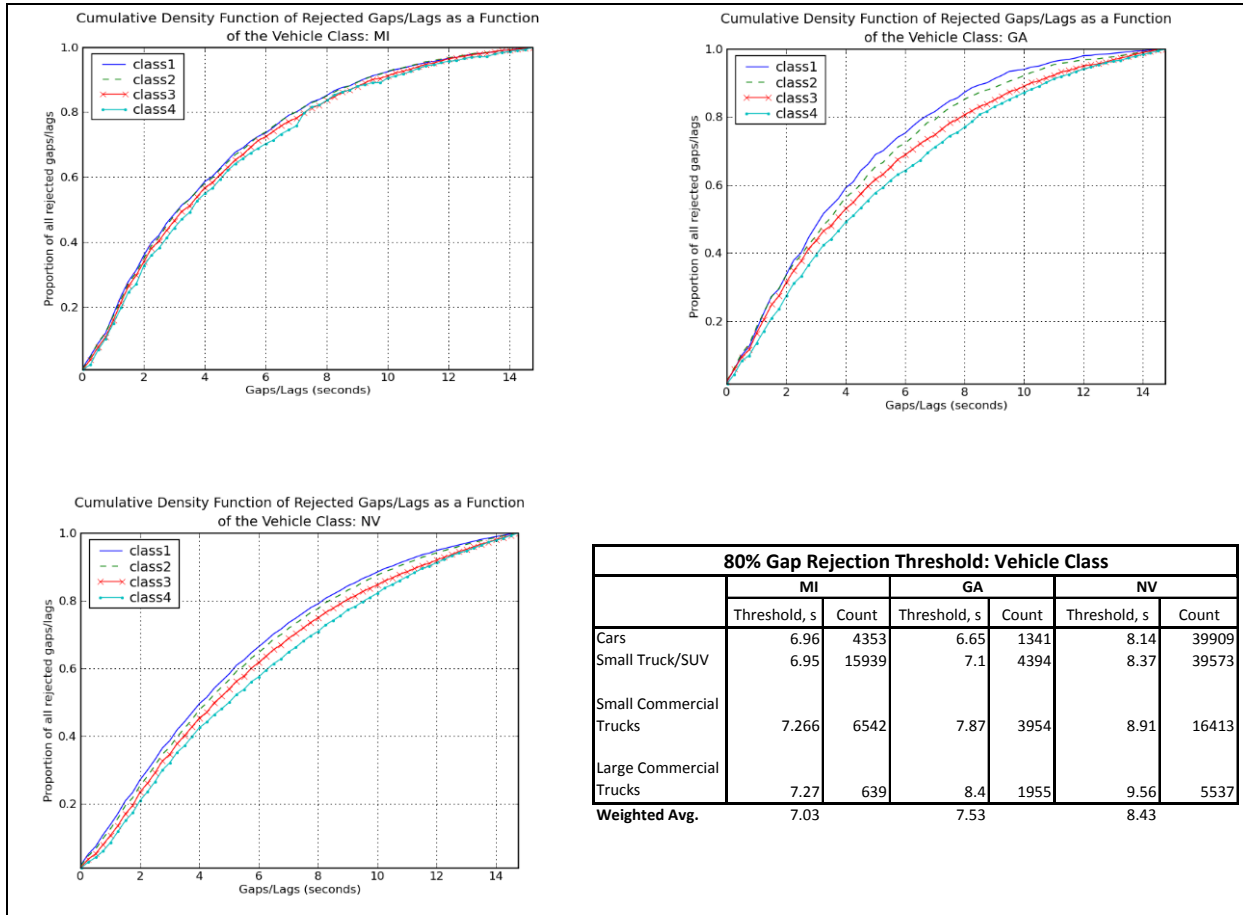 Cumulative Density Function of Rejected Gaps/Lags as a Function
of the Vehicle Class: MI
1.0
0.8
0.6
0.4
0.2
class1
class2
class3
class4
Proportion of all rejected gaps/lags
0 2 4 6 8 10 12 14
Gaps/Lags (seconds)
Cumulative Density Function of Rejected Gaps/Lags as a Function
of the Vehicle Class: GA
1.0
0.8
0.6
0.4
0.2
class1
class2
class3
class4
Proportion of all rejected gaps/lags
0 2 4 6 8 10 12 14
Gaps/Lags (seconds)
Cumulative Density Function of Rejected Gaps/Lags as a Function
of the Vehicle Class: NV
1.0
0.8
0.6
0.4
0.2
class1
class2
class3
class4
Proportion of all rejected gaps/lags
0 2 4 6 8 10 12 14
Gaps/Lags (seconds)
80% Gap Rejection Threshold: Vehicle Class
MI GA NV
Threshold, s Count Threshold, s Count Threshold, s Count
Cars 6.96 4353 6.65 1341 8.14 39909
Small Truck/SUV 6.95 15939 7.1 4394 8.37 39573
Small Commercial
Trucks 7.266 6542 7.87 3954 8.91 16413
Large Commercial
Trucks 7.27 639 8.4 1955 9.56 5537
Weighted Avg. 7.03 7.53 8.43